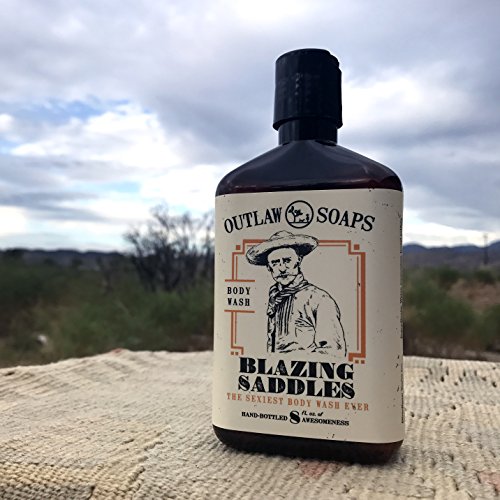 OUTLAW SOAPS
BODY
WASH
BLAZING
SADDLES
THE SEXIEST BODY WASH EVER
HAND-BOTTLED 8 fl. oz. of AWESOMENESS